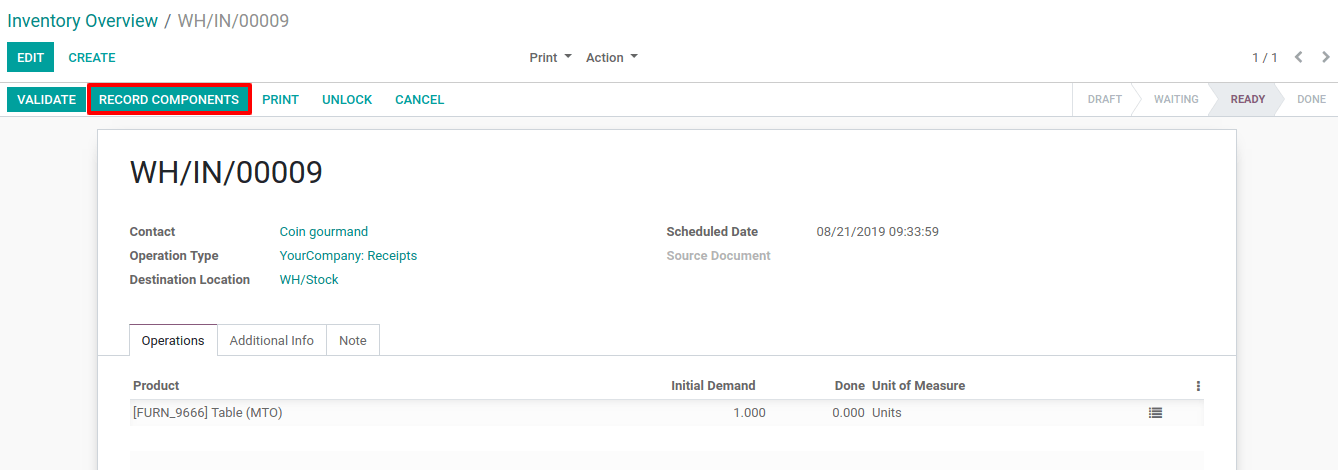 Inventory Overview / WH/IN/00009
EDIT CREATE Print Action 1 / 1
VALIDATE RECORD COMPONENTS PRINT UNLOCK CANCEL DRAFT WAITING READY DONE
WH/IN/00009
Contact Coin gourmand Scheduled Date 08/21/2019 09:33:59
Operation Type YourCompany: Receipts Source Document
Destination Location WH/Stock
Operations Additional Info Note
Product Initial Demand Done Unit of Measure
[FURN_9666] Table (MTO) 1.000 0.000 Units